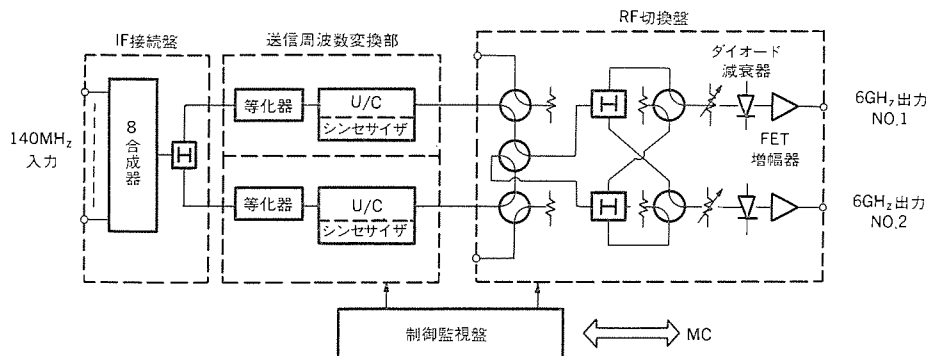 IF接続盤
送信周波数変換部
RF切換盤
140MHz
入力
8
合成器
H
等化器
U/C
シンセサイザ
等化器
U/C
シンセサイザ
H
H
ダイオード
減衰器
FET
増幅器
6GHz出力
NO.1
6GHz出力
NO.2
制御監視盤
MC